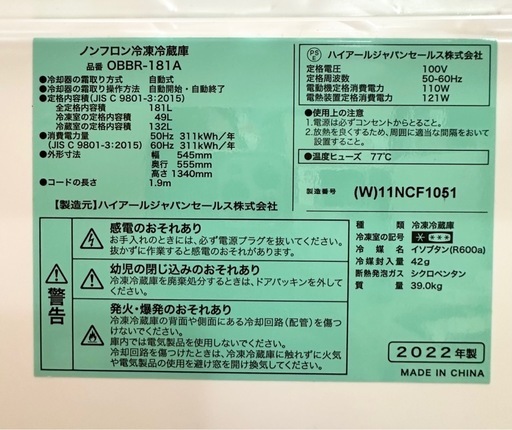 ノンフロン冷凍冷蔵庫
形名 OBBR-181A
●冷却器の霜取り方式 自動式
●冷却器の霜取り操作方法 自動開始・自動終了
●定格内容積(JIS C 9801-3:2015)
全定格内容積 181L
冷凍室の定格内容積 49L
冷蔵室の定格内容積 132L
●消費電力量 50Hz 311kWh/年
(JIS C 9801-3:2015) 60Hz 311kWh/年
●外形寸法 幅 545mm
奥行 555mm
高さ 1340mm
●コードの長さ 1.9m
【製造元】ハイアールジャパンセールス株式会社
PSE ハイアールジャパンセールス株式会社
定格電圧 100V
定格周波数 50-60Hz
電動機定格消費電力 110W
電熱装置定格消費電力 121W
●使用上の注意
1.電源は必ずコンセントからとること。
2.放熱を良くするため、周囲に適当な間隔をおいて
設置すること。
●温度ヒューズ 77℃
製造番号 (W)11NCF1051
警告
感電のおそれあり
お手入れのときには、必ず電源プラグを抜いてください。
抜かずに作業すると感電のおそれがあります。
幼児の閉じ込みのおそれあり
冷凍冷蔵庫を廃棄処分するときは、ドアパッキンを外して
ください。
発火・爆発のおそれあり
冷凍冷蔵庫の背面や側面にある冷却回路(配管)を傷つ
けないでください。
庫内では電気製品を使用しないでください。
冷却回路を傷つけたときは、冷凍冷蔵庫に触れずに火気
や電気製品の使用を避け窓を開け換気してください。
種類 冷凍冷蔵庫
冷凍室の記号 ＊ ＊＊＊
冷媒 イソブタン(R600a)
冷媒封入量 42g
断熱発泡ガス シクロペンタン
質量 39.0kg
2022年製
MADE IN CHINA